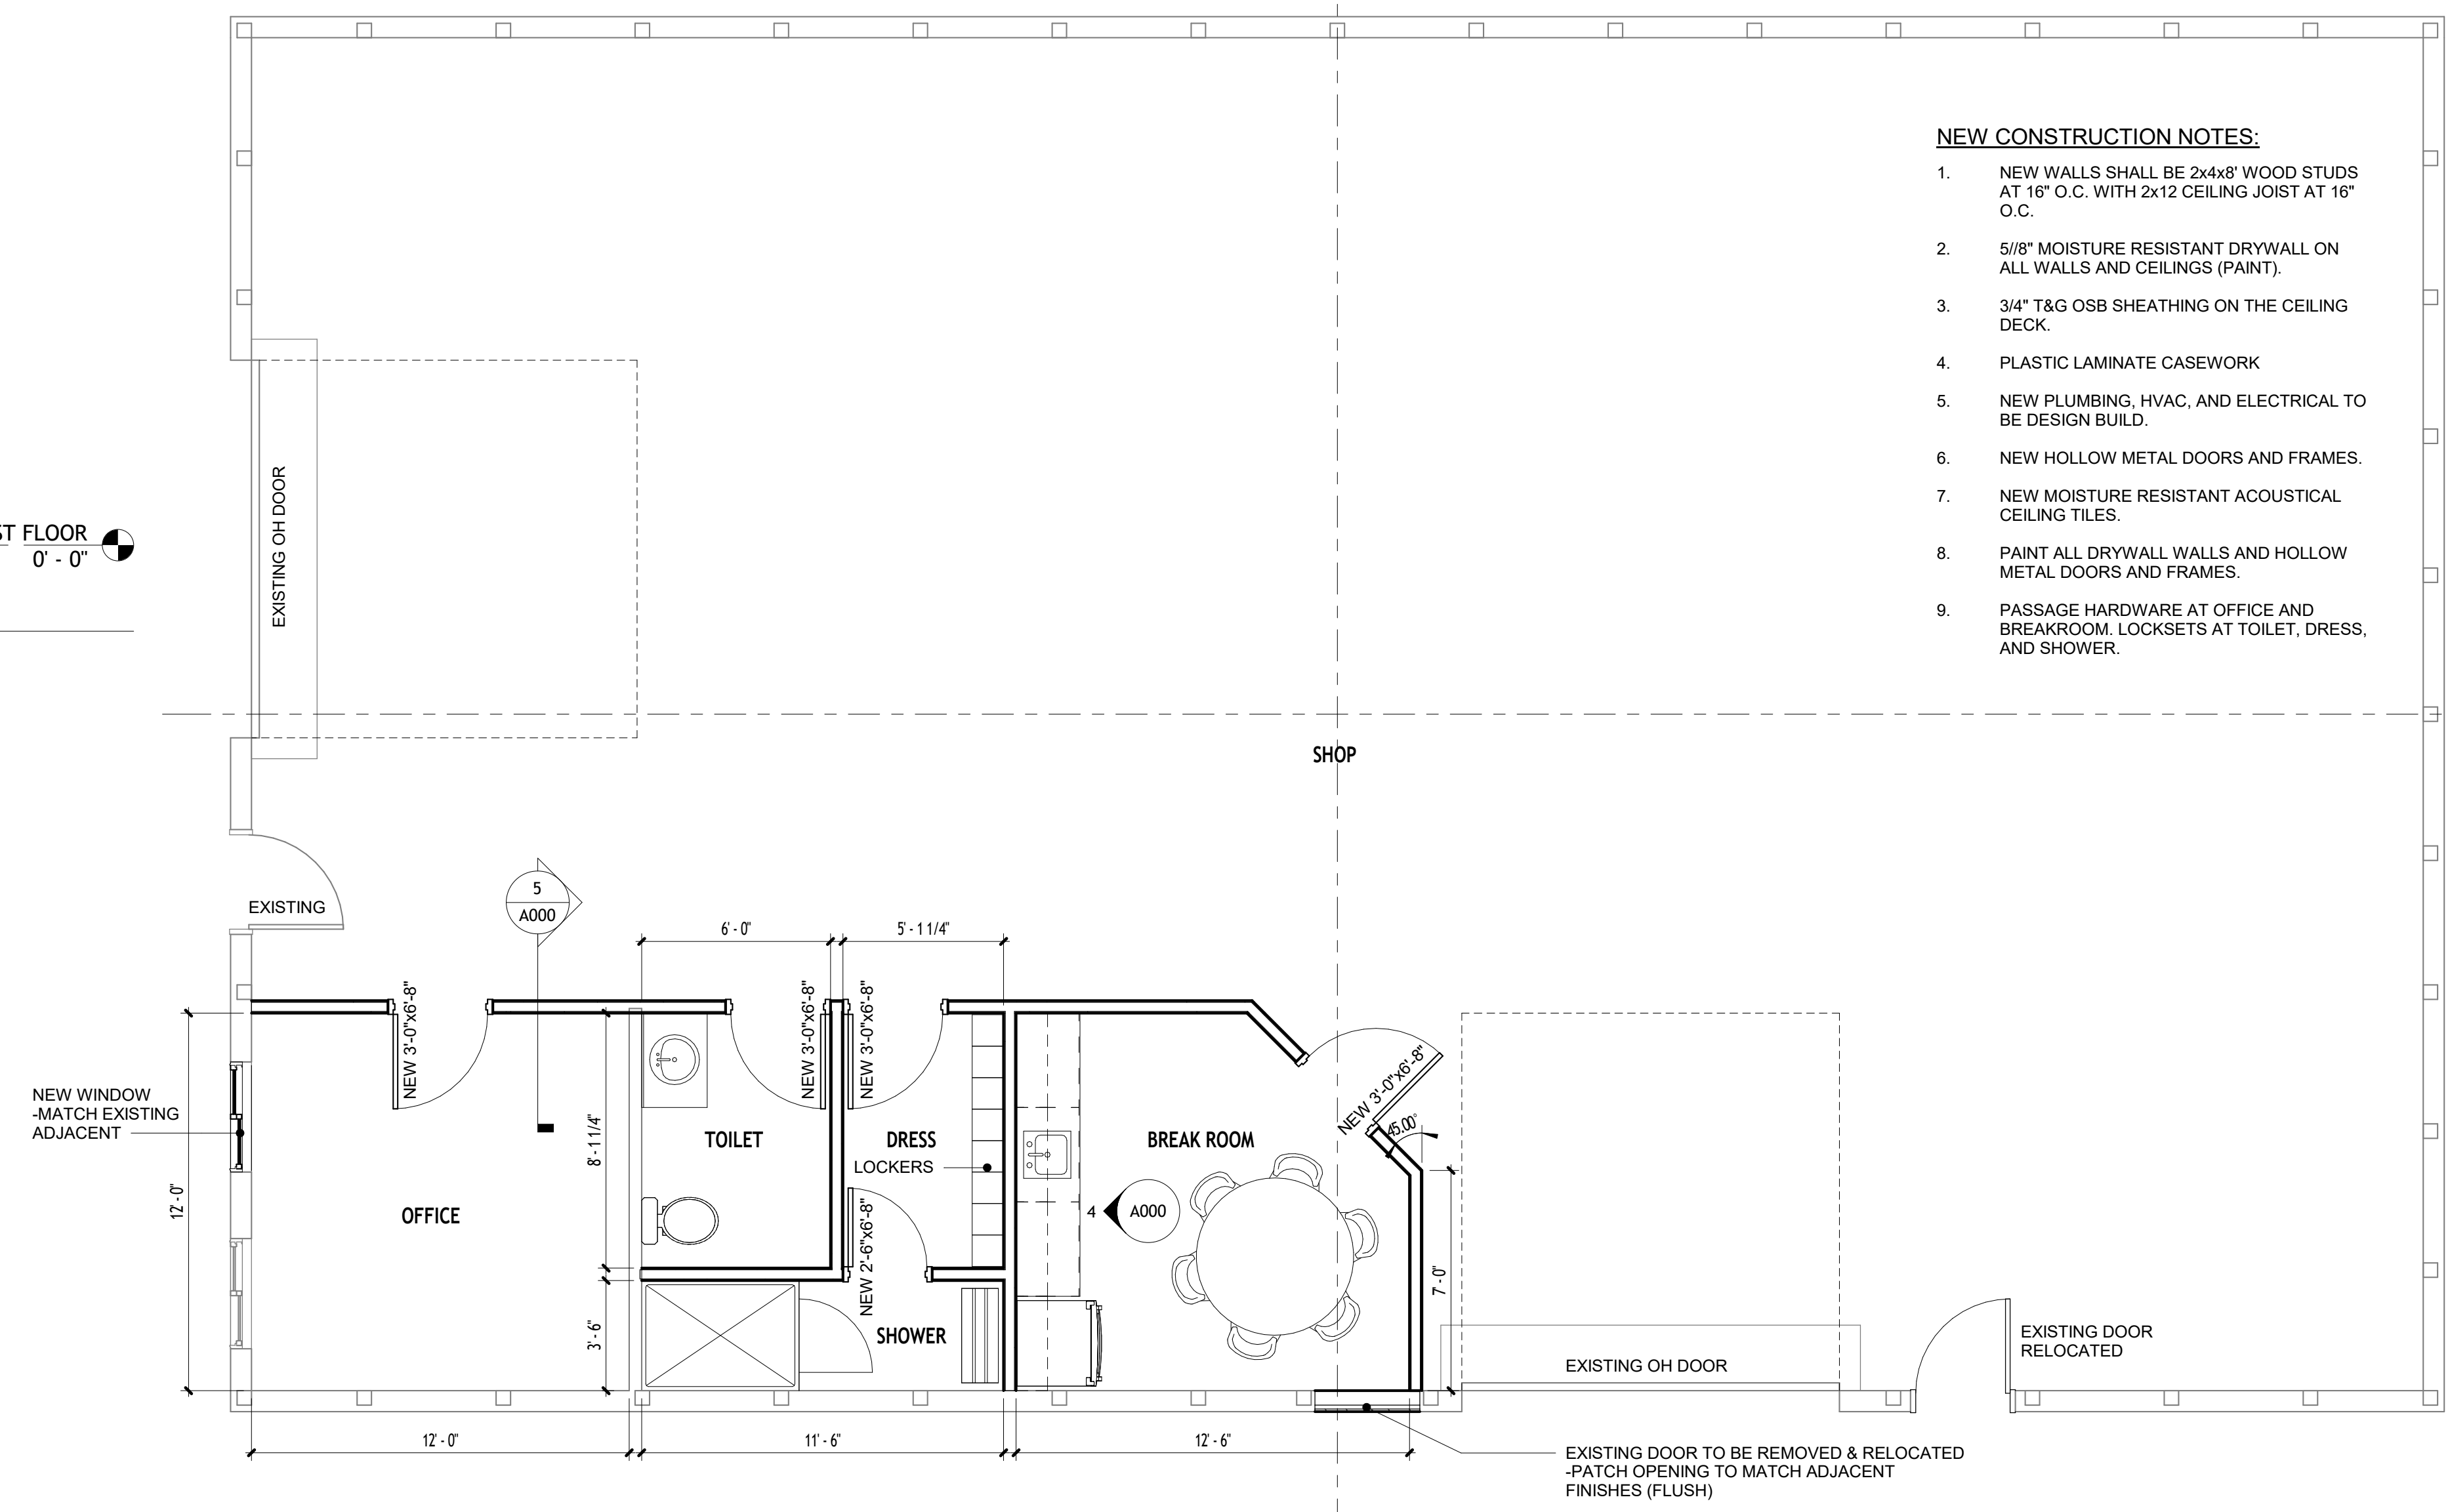 NEW CONSTRUCTION NOTES:
1. NEW WALLS SHALL BE 2x4x8' WOOD STUDS
AT 16" O.C. WITH 2x12 CEILING JOIST AT 16"
O.C.
2. 5//8" MOISTURE RESISTANT DRYWALL ON
ALL WALLS AND CEILINGS (PAINT).
3. 3/4" T&G OSB SHEATHING ON THE CEILING
DECK.
4. PLASTIC LAMINATE CASEWORK
5. NEW PLUMBING, HVAC, AND ELECTRICAL TO
BE DESIGN BUILD.
6. NEW HOLLOW METAL DOORS AND FRAMES.
7. NEW MOISTURE RESISTANT ACOUSTICAL
CEILING TILES.
8. PAINT ALL DRYWALL WALLS AND HOLLOW
METAL DOORS AND FRAMES.
9. PASSAGE HARDWARE AT OFFICE AND
BREAKROOM. LOCKSETS AT TOILET, DRESS,
AND SHOWER.
ST FLOOR
0' - 0"
EXISTING OH DOOR
SHOP
EXISTING
5
A000
6' - 0"
5' - 1 1/4"
NEW 3'-0"x6'-8"
NEW 3'-0"x6'-8"
NEW 3'-0"x6'-8"
NEW 3'-0"x6'-8"
45.00°
NEW WINDOW
-MATCH EXISTING
ADJACENT
8' - 1 1/4"
TOILET
DRESS
LOCKERS
BREAK ROOM
12' - 0"
OFFICE
NEW 2'-6"x6'-8"
4
A000
7' - 0"
3' - 6"
SHOWER
EXISTING OH DOOR
EXISTING DOOR
RELOCATED
12' - 0"
11' - 6"
12' - 6"
EXISTING DOOR TO BE REMOVED & RELOCATED
-PATCH OPENING TO MATCH ADJACENT
FINISHES (FLUSH)